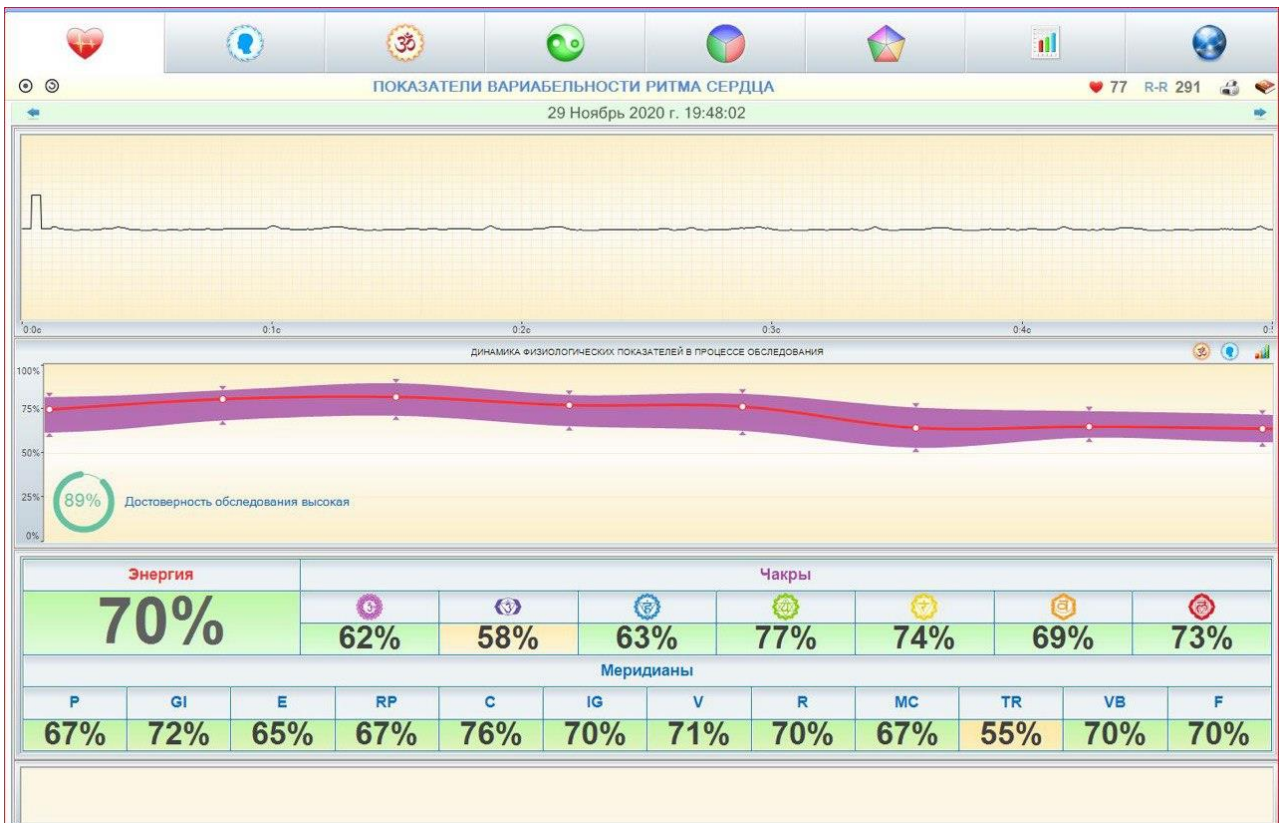 ПОКАЗАТЕЛИ ВАРИАБЕЛЬНОСТИ РИТМА СЕРДЦА
77 R-R 291
29 Ноябрь 2020 г. 19:48:02
0:0с 0:1с 0:2с 0:3с 0:4с
ДИНАМИКА ФИЗИОЛОГИЧЕСКИХ ПОКАЗАТЕЛЕЙ В ПРОЦЕССЕ ОБСЛЕДОВАНИЯ
100%
75%
50%
25%
0%
89% Достоверность обследования высокая
Энергия Чакры
70%
62% 58% 63% 77% 74% 69% 73%
Меридианы
P GI E RP C IG V R MC TR VB F
67% 72% 65% 67% 76% 70% 71% 70% 67% 55% 70% 70%